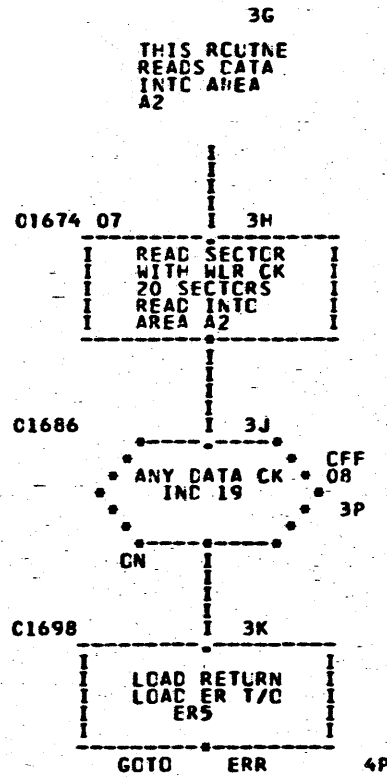 3G
THIS RCUTNE
READS CATA
INTC AREA
A2
01674 07 3H
READ SECTCR
WITH WLR CK
20 SECTCRS
READ INTC
AREA A2
C1686 3J
ANY DATA CK
INC 19
CFF
08
3P
CN
C1698 3K
LOAD RETURN
LOAD ER T/C
ER5
GOTO ERR 4P